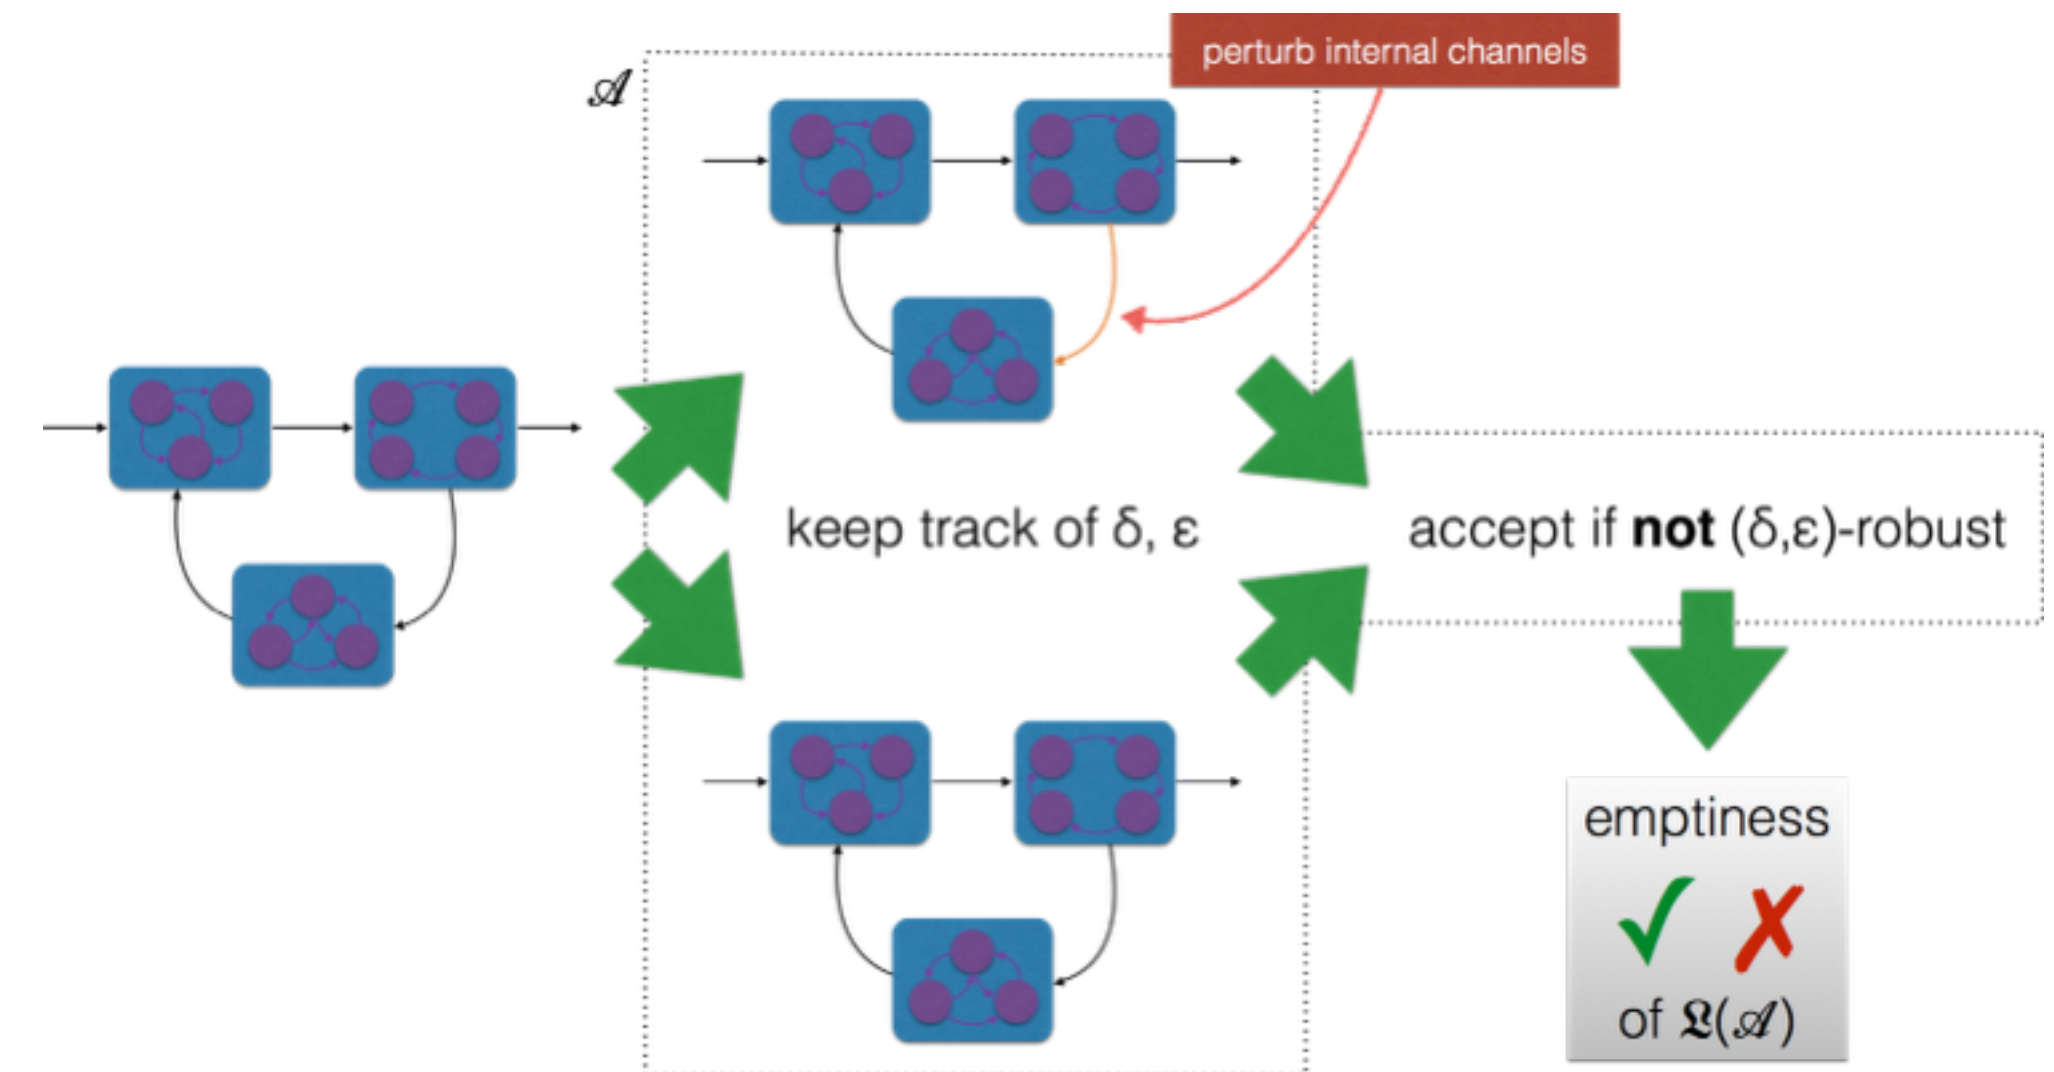 perturb internal channels
𝒜
keep track of δ, ε
accept if not (δ,ε)-robust
emptiness
✓ ✗
of 𝔏(𝒜)